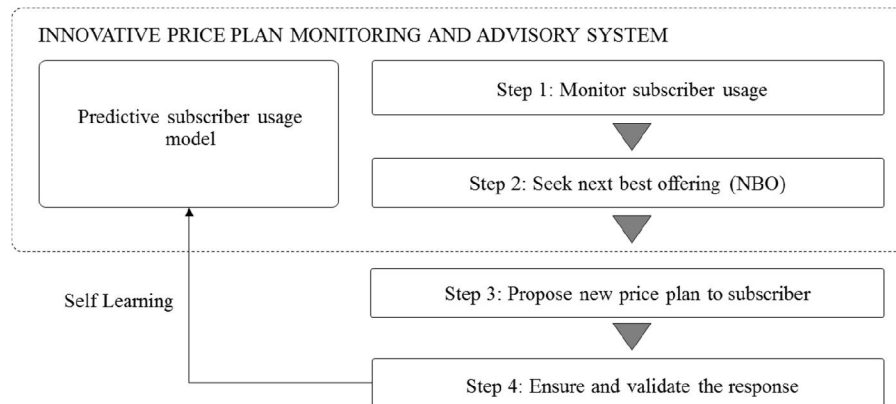 INNOVATIVE PRICE PLAN MONITORING AND ADVISORY SYSTEM
Predictive subscriber usage
model
Step 1: Monitor subscriber usage
Step 2: Seek next best offering (NBO)
Self Learning
Step 3: Propose new price plan to subscriber
Step 4: Ensure and validate the response